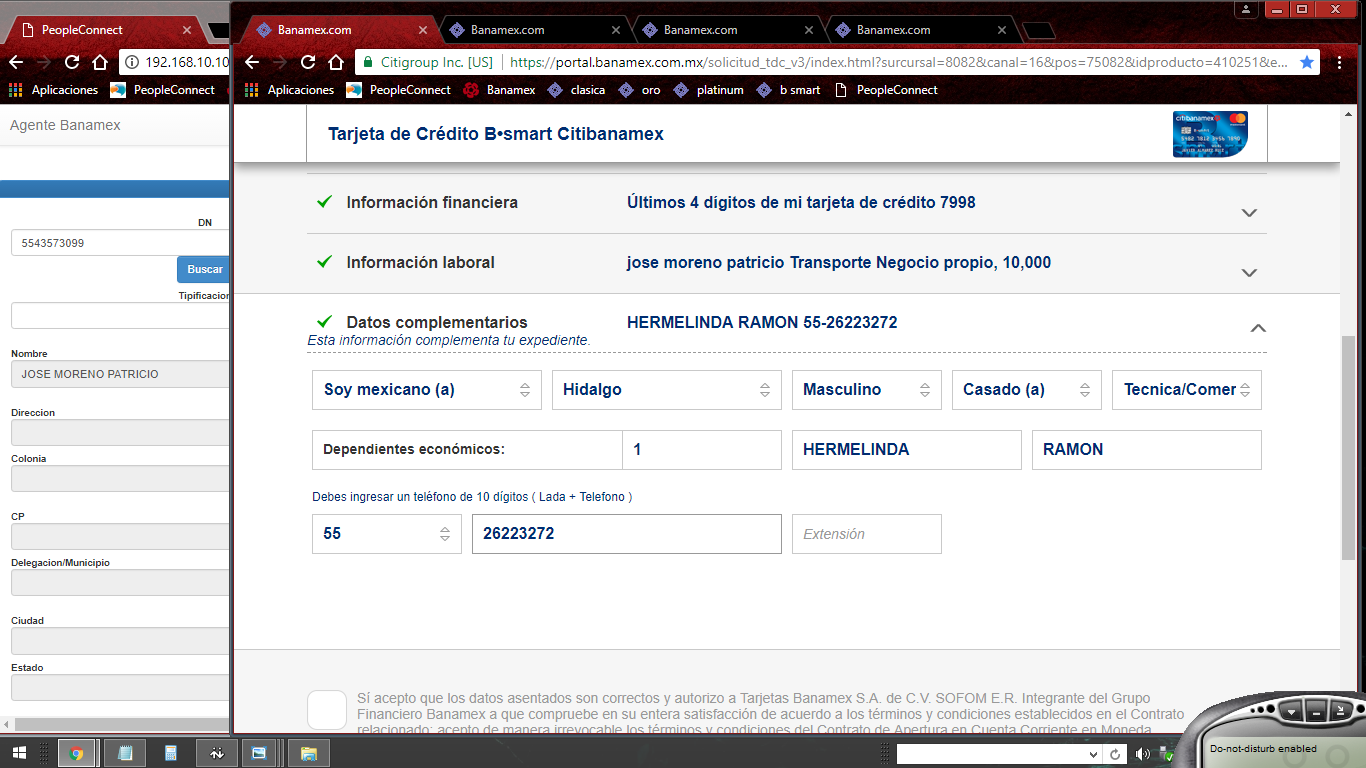 PeopleConnect
192.168.10.10
Aplicaciones PeopleConnect
Agente Banamex
DN
5543573099
Buscar
Tipificacion
Nombre
JOSE MORENO PATRICIO
Direccion
Colonia
CP
Delegacion/Municipio
Ciudad
Estado
Banamex.com Banamex.com Banamex.com Banamex.com
Citigroup Inc. [US] https://portal.banamex.com.mx/solicitud_tdc_v3/index.html?surcursal=8082&canal=16&pos=75082&idproducto=410251&e...
Aplicaciones PeopleConnect Banamex clasica oro platinum b smart PeopleConnect
Tarjeta de Crédito B•smart Citibanamex
citibanamex
Información financiera Últimos 4 dígitos de mi tarjeta de crédito 7998
Información laboral jose moreno patricio Transporte Negocio propio, 10,000
Datos complementarios HERMELINDA RAMON 55-26223272
Esta información complementa tu expediente.
Soy mexicano (a) Hidalgo Masculino Casado (a) Tecnica/Comer
Dependientes económicos: 1 HERMELINDA RAMON
Debes ingresar un teléfono de 10 dígitos ( Lada + Telefono )
55 26223272 Extensión
Sí acepto que los datos asentados son correctos y autorizo a Tarjetas Banamex S.A. de C.V. SOFOM E.R. Integrante del Grupo
Financiero Banamex a que compruebe en su entera satisfacción de acuerdo a los términos y condiciones establecidos en el Contrato
relacionado; acepto de manera irrevocable los términos y condiciones del Contrato de Apertura en Cuenta Corriente en Moneda
Do-not-disturb enabled